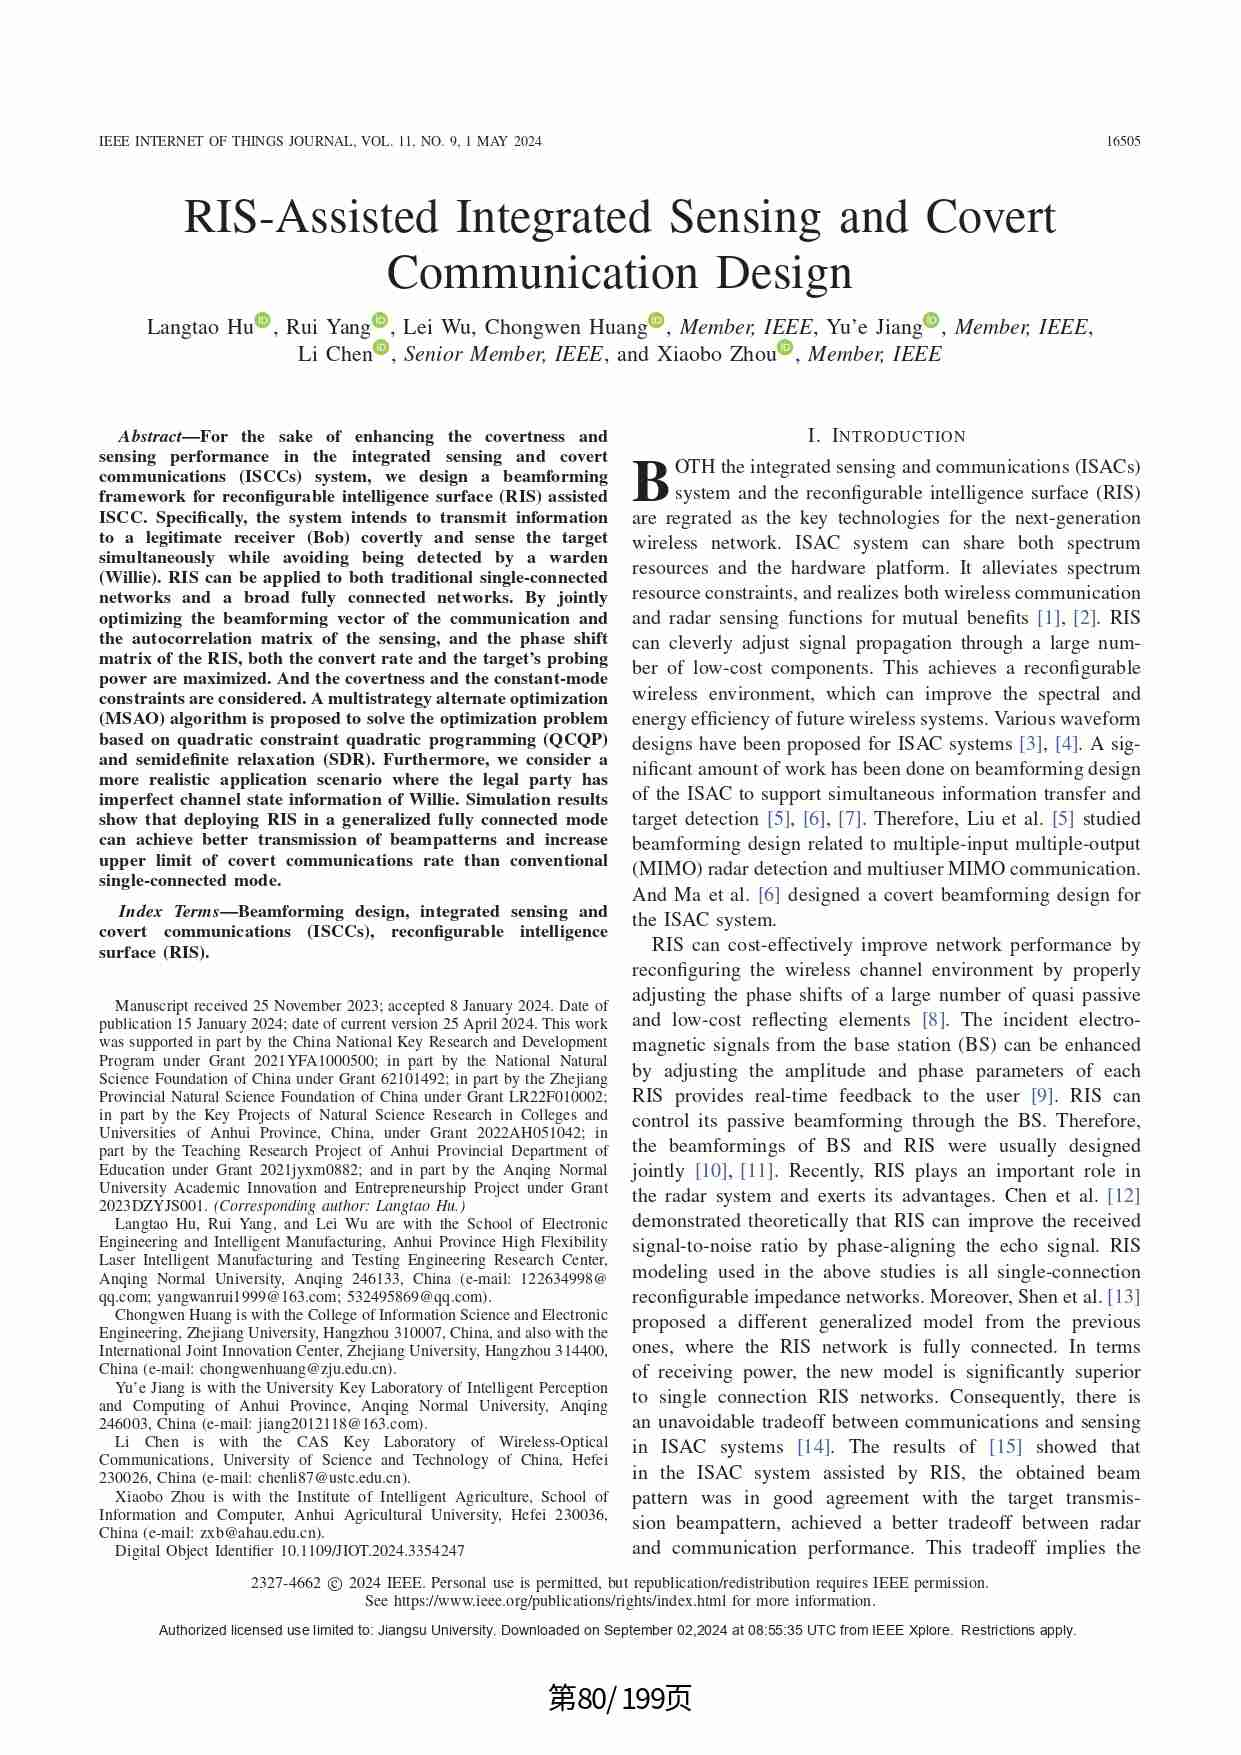 IEEE INTERNET OF THINGS JOURNAL, VOL. 11, NO. 9, 1 MAY 2024
16505
RIS-Assisted Integrated Sensing and Covert
Communication Design
Langtao Hu, Rui Yang, Lei Wu, Chongwen Huang, Member, IEEE, Yu'e Jiang, Member, IEEE,
Li Chen, Senior Member, IEEE, and Xiaobo Zhou, Member, IEEE
Abstract—For the sake of enhancing the covertness and
sensing performance in the integrated sensing and covert
communications (ISCCs) system, we design a beamforming
framework for reconfigurable intelligence surface (RIS) assisted
ISCC. Specifically, the system intends to transmit information
to a legitimate receiver (Bob) covertly and sense the target
simultaneously while avoiding being detected by a warden
(Willie). RIS can be applied to both traditional single-connected
networks and a broad fully connected networks. By jointly
optimizing the beamforming vector of the communication and
the autocorrelation matrix of the sensing, and the phase shift
matrix of the RIS, both the convert rate and the target's probing
power are maximized. And the covertness and the constant-mode
constraints are considered. A multistrategy alternate optimization
(MSAO) algorithm is proposed to solve the optimization problem
based on quadratic constraint quadratic programming (QCQP)
and semidefinite relaxation (SDR). Furthermore, we consider a
more realistic application scenario where the legal party has
imperfect channel state information of Willie. Simulation results
show that deploying RIS in a generalized fully connected mode
can achieve better transmission of beampatterns and increase
upper limit of covert communications rate than conventional
single-connected mode.
Index Terms—Beamforming design, integrated sensing and
covert communications (ISCCs), reconfigurable intelligence
surface (RIS).
Manuscript received 25 November 2023; accepted 8 January 2024. Date of
publication 15 January 2024; date of current version 25 April 2024. This work
was supported in part by the China National Key Research and Development
Program under Grant 2021YFA1000500; in part by the National Natural
Science Foundation of China under Grant 62101492; in part by the Zhejiang
Provincial Natural Science Foundation of China under Grant LR22F010002;
in part by the Key Projects of Natural Science Research in Colleges and
Universities of Anhui Province, China, under Grant 2022AH051042; in
part by the Teaching Research Project of Anhui Provincial Department of
Education under Grant 2021jyxm0882; and in part by the Anqing Normal
University Academic Innovation and Entrepreneurship Project under Grant
2023DZYJS001. (Corresponding author: Langtao Hu.)
Langtao Hu, Rui Yang, and Lei Wu are with the School of Electronic
Engineering and Intelligent Manufacturing, Anhui Province High Flexibility
Laser Intelligent Manufacturing and Testing Engineering Research Center,
Anqing Normal University, Anqing 246133, China (e-mail: 122634998@
qq.com; yangwanrui1999@163.com; 532495869@qq.com).
Chongwen Huang is with the College of Information Science and Electronic
Engineering, Zhejiang University, Hangzhou 310007, China, and also with the
International Joint Innovation Center, Zhejiang University, Hangzhou 314400,
China (e-mail: chongwenhuang@zju.edu.cn).
Yu'e Jiang is with the University Key Laboratory of Intelligent Perception
and Computing of Anhui Province, Anqing Normal University, Anqing
246003, China (e-mail: jiang2012118@163.com).
Li Chen is with the CAS Key Laboratory of Wireless-Optical
Communications, University of Science and Technology of China, Hefei
230026, China (e-mail: chenli87@ustc.edu.cn).
Xiaobo Zhou is with the Institute of Intelligent Agriculture, School of
Information and Computer, Anhui Agricultural University, Hefei 230036,
China (e-mail: zxb@ahau.edu.cn).
Digital Object Identifier 10.1109/JIOT.2024.3354247
I. INTRODUCTION
BOTH the integrated sensing and communications (ISACs)
system and the reconfigurable intelligence surface (RIS)
are regrated as the key technologies for the next-generation
wireless network. ISAC system can share both spectrum
resources and the hardware platform. It alleviates spectrum
resource constraints, and realizes both wireless communication
and radar sensing functions for mutual benefits [1], [2]. RIS
can cleverly adjust signal propagation through a large num-
ber of low-cost components. This achieves a reconfigurable
wireless environment, which can improve the spectral and
energy efficiency of future wireless systems. Various waveform
designs have been proposed for ISAC systems [3], [4]. A sig-
nificant amount of work has been done on beamforming design
of the ISAC to support simultaneous information transfer and
target detection [5], [6], [7]. Therefore, Liu et al. [5] studied
beamforming design related to multiple-input multiple-output
(MIMO) radar detection and multiuser MIMO communication.
And Ma et al. [6] designed a covert beamforming design for
the ISAC system.
RIS can cost-effectively improve network performance by
reconfiguring the wireless channel environment by properly
adjusting the phase shifts of a large number of quasi passive
and low-cost reflecting elements [8]. The incident electro-
magnetic signals from the base station (BS) can be enhanced
by adjusting the amplitude and phase parameters of each
RIS provides real-time feedback to the user [9]. RIS can
control its passive beamforming through the BS. Therefore,
the beamformings of BS and RIS were usually designed
jointly [10], [11]. Recently, RIS plays an important role in
the radar system and exerts its advantages. Chen et al. [12]
demonstrated theoretically that RIS can improve the received
signal-to-noise ratio by phase-aligning the echo signal. RIS
modeling used in the above studies is all single-connection
reconfigurable impedance networks. Moreover, Shen et al. [13]
proposed a different generalized model from the previous
ones, where the RIS network is fully connected. In terms
of receiving power, the new model is significantly superior
to single connection RIS networks. Consequently, there is
an unavoidable tradeoff between communications and sensing
in ISAC systems [14]. The results of [15] showed that
in the ISAC system assisted by RIS, the obtained beam
pattern was in good agreement with the target transmis-
sion beampattern, achieved a better tradeoff between radar
and communication performance. This tradeoff implies the
2327-4662 © 2024 IEEE. Personal use is permitted, but republication/redistribution requires IEEE permission.
See https://www.ieee.org/publications/rights/index.html for more information.
Authorized licensed use limited to: Jiangsu University. Downloaded on September 02,2024 at 08:55:35 UTC from IEEE Xplore. Restrictions apply.
第80/199页